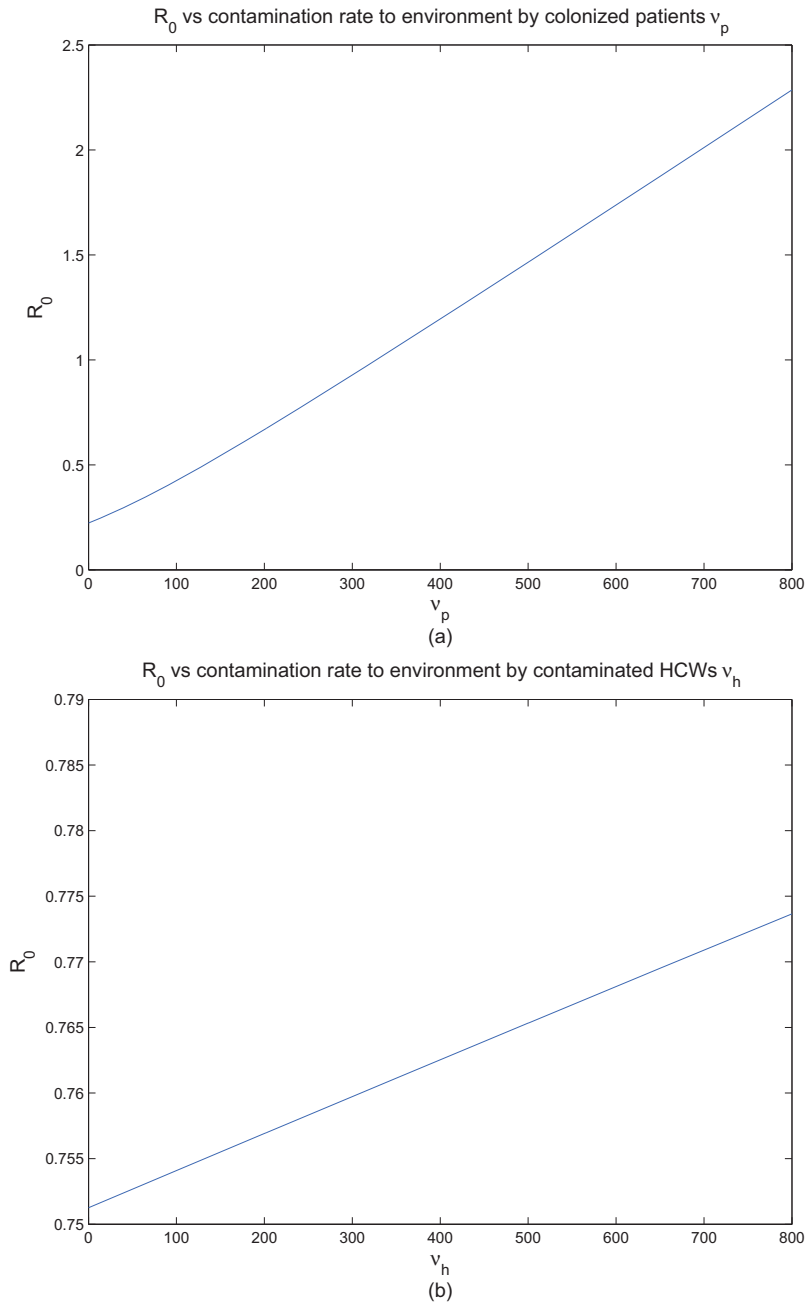 R₀ vs contamination rate to environment by colonized patients νₚ
2.5
2
1.5
1
0.5
0
R₀
0 100 200 300 400 500 600 700 800
νₚ
(a)
R₀ vs contamination rate to environment by contaminated HCWs νₕ
0.79
0.785
0.78
0.775
0.77
0.765
0.76
0.755
0.75
R₀
0 100 200 300 400 500 600 700 800
νₕ
(b)